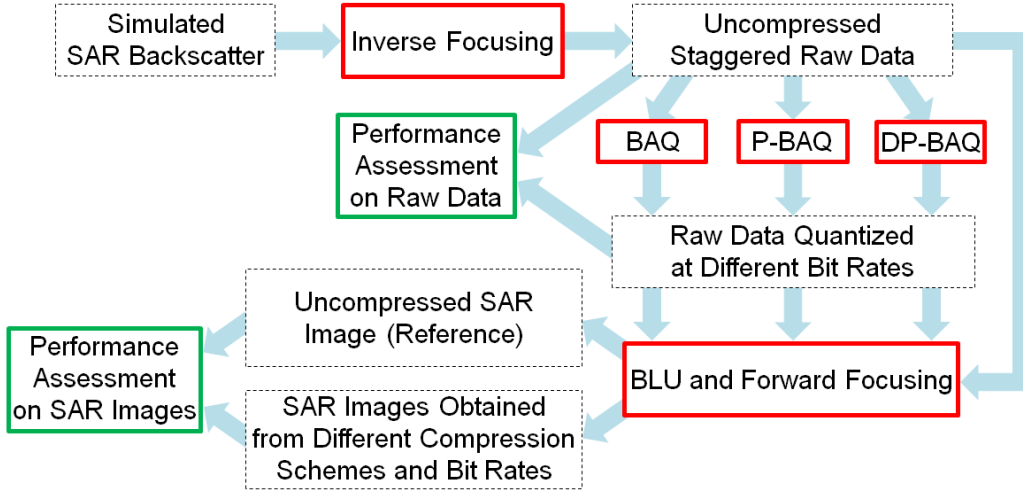 Simulated
SAR Backscatter
Inverse Focusing
Uncompressed
Staggered Raw Data
Performance
Assessment
on Raw Data
BAQ
P-BAQ
DP-BAQ
Raw Data Quantized
at Different Bit Rates
Uncompressed SAR
Image (Reference)
Performance
Assessment
on SAR Images
BLU and Forward Focusing
SAR Images Obtained
from Different Compression
Schemes and Bit Rates